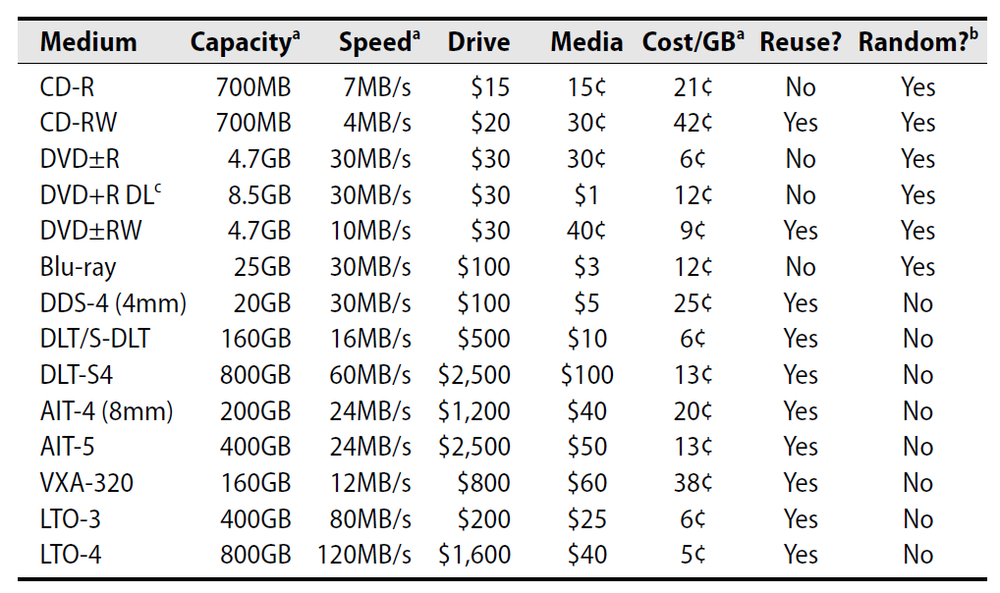 Medium Capacityᵃ Speedᵃ Drive Media Cost/GBᵃ Reuse? Random?ᵇ
CD-R 700MB 7MB/s $15 15¢ 21¢ No Yes
CD-RW 700MB 4MB/s $20 30¢ 42¢ Yes Yes
DVD±R 4.7GB 30MB/s $30 30¢ 6¢ No Yes
DVD+R DLᶜ 8.5GB 30MB/s $30 $1 12¢ No Yes
DVD±RW 4.7GB 10MB/s $30 40¢ 9¢ Yes Yes
Blu-ray 25GB 30MB/s $100 $3 12¢ No Yes
DDS-4 (4mm) 20GB 30MB/s $100 $5 25¢ Yes No
DLT/S-DLT 160GB 16MB/s $500 $10 6¢ Yes No
DLT-S4 800GB 60MB/s $2,500 $100 13¢ Yes No
AIT-4 (8mm) 200GB 24MB/s $1,200 $40 20¢ Yes No
AIT-5 400GB 24MB/s $2,500 $50 13¢ Yes No
VXA-320 160GB 12MB/s $800 $60 38¢ Yes No
LTO-3 400GB 80MB/s $200 $25 6¢ Yes No
LTO-4 800GB 120MB/s $1,600 $40 5¢ Yes No